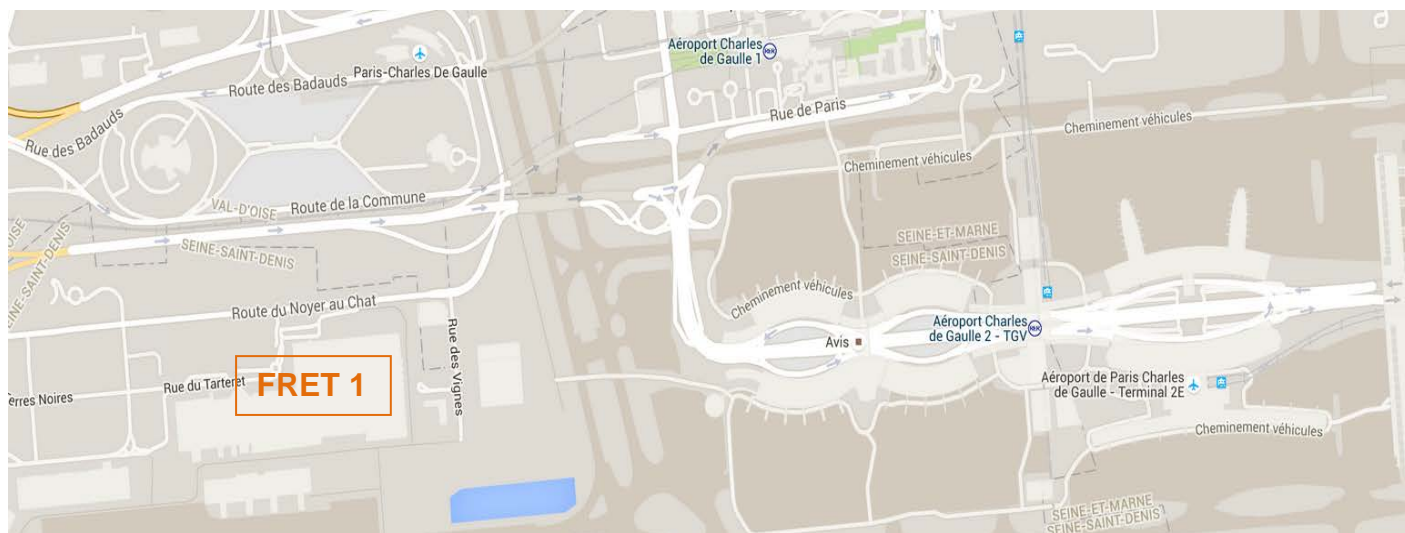 Aéroport Charles
de Gaulle 1
Paris-Charles De Gaulle
Route des Badauds
Rue de Paris
Cheminement véhicules
Rue des Badauds
Cheminement véhicules
Route de la Commune
VAL-D'OISE
SEINE-SAINT-DENIS
SEINE-ET-MARNE
SEINE-SAINT-DENIS
OISE
SEINE-SAINT-DENIS
Cheminement véhicules
Route du Noyer au Chat
Aéroport Charles
de Gaulle 2 - TGV
Avis
Rue des Vignes
FRET 1
Rue du Tarteret
Terres Noires
Aéroport de Paris Charles
de Gaulle - Terminal 2E
Cheminement véhicules
SEINE-ET-MARNE
SEINE-SAINT-DENIS